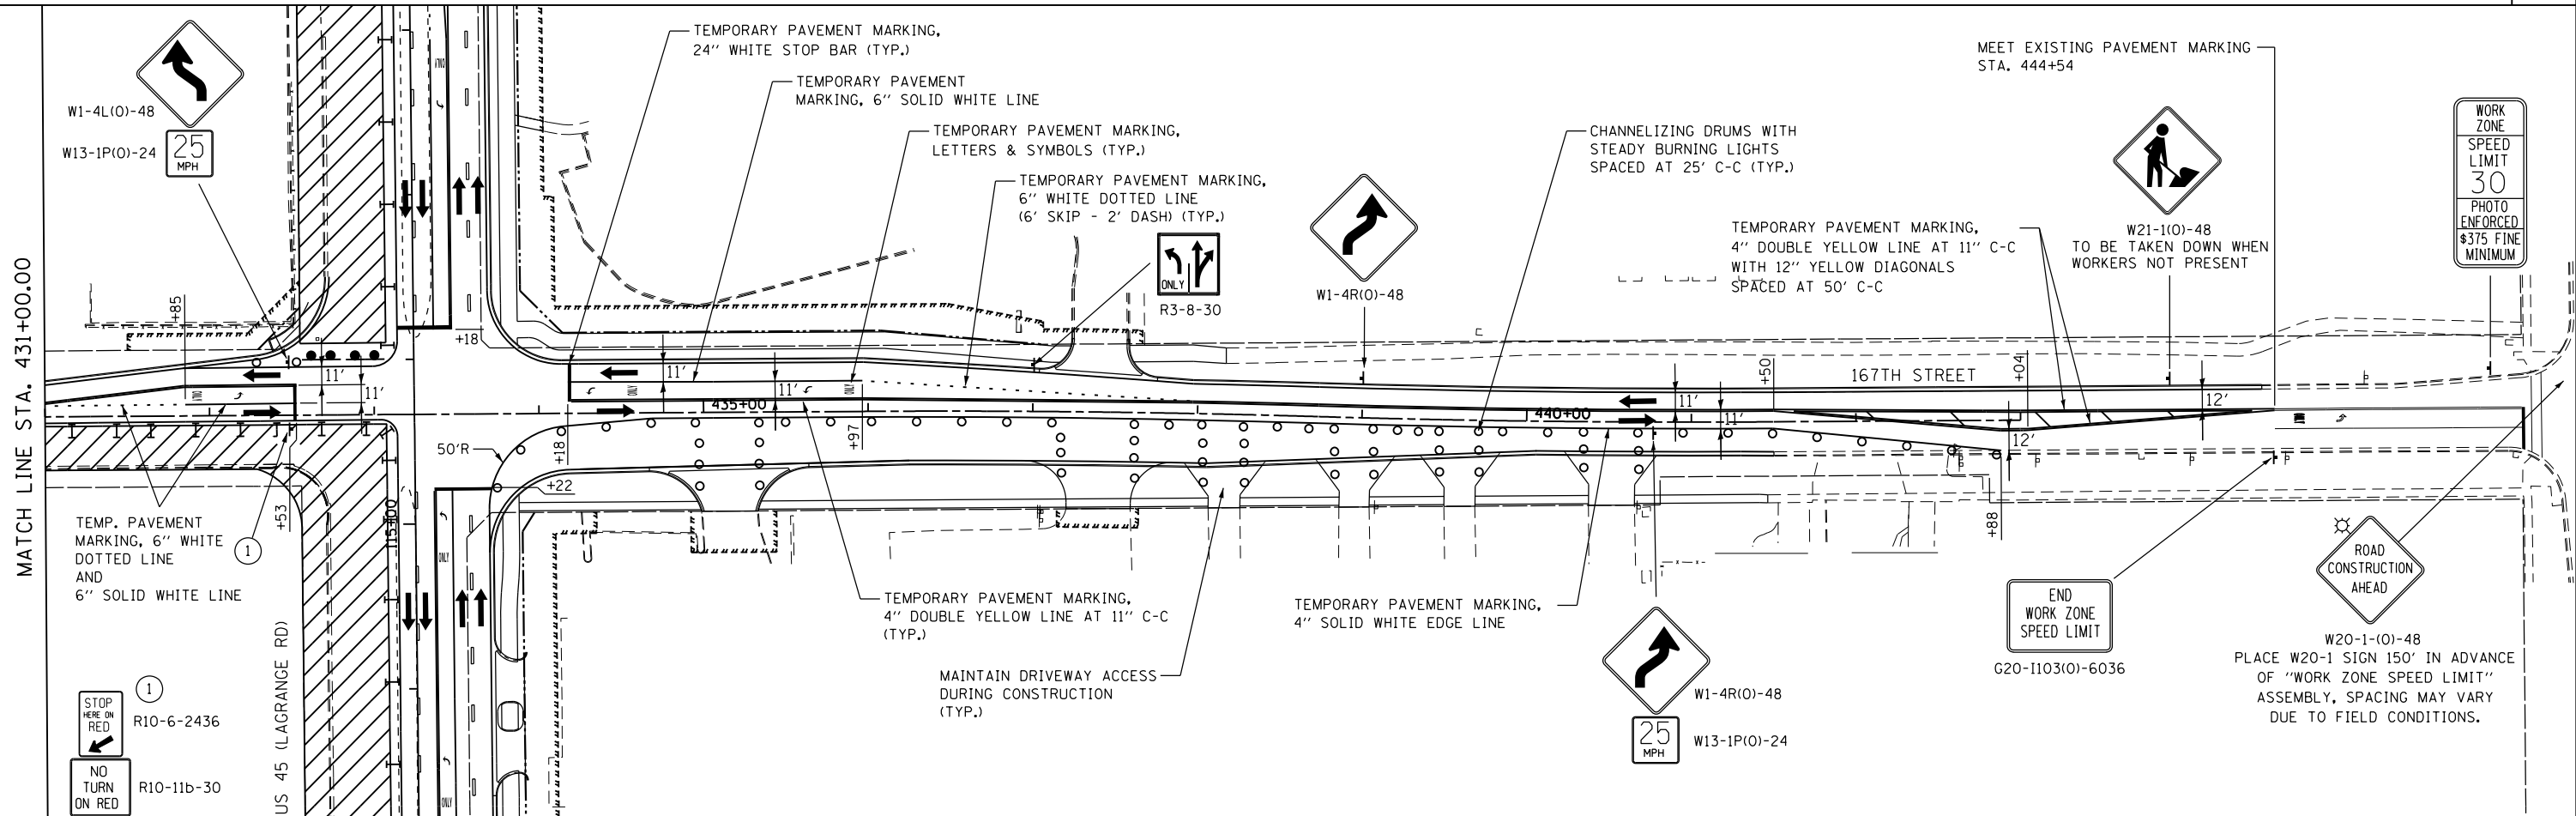 MATCH LINE STA. 431+00.00
W1-4L(O)-48
W13-1P(O)-24
25
MPH
+85
TEMPORARY PAVEMENT MARKING,
24" WHITE STOP BAR (TYP.)
TEMPORARY PAVEMENT
MARKING, 6" SOLID WHITE LINE
TEMPORARY PAVEMENT MARKING,
LETTERS & SYMBOLS (TYP.)
TEMPORARY PAVEMENT MARKING,
6" WHITE DOTTED LINE
(6' SKIP - 2' DASH) (TYP.)
ONLY
R3-8-30
W1-4R(O)-48
CHANNELIZING DRUMS WITH
STEADY BURNING LIGHTS
SPACED AT 25' C-C (TYP.)
TEMPORARY PAVEMENT MARKING,
4" DOUBLE YELLOW LINE AT 11" C-C
WITH 12" YELLOW DIAGONALS
SPACED AT 50' C-C
MEET EXISTING PAVEMENT MARKING
STA. 444+54
W21-1(O)-48
TO BE TAKEN DOWN WHEN
WORKERS NOT PRESENT
WORK
ZONE
SPEED
LIMIT
30
PHOTO
ENFORCED
$375 FINE
MINIMUM
ONLY
+18
11'
11'
ONLY
11'
ONLY
11'
ONLY
435+00
440+00
11'
11'
+50
167TH STREET
+04
12'
12'
50'R
+18
+97
+22
+53
115+00
+88
TEMP. PAVEMENT
MARKING, 6" WHITE
DOTTED LINE
AND
6" SOLID WHITE LINE
1
ONLY
TEMPORARY PAVEMENT MARKING,
4" DOUBLE YELLOW LINE AT 11" C-C
(TYP.)
TEMPORARY PAVEMENT MARKING,
4" SOLID WHITE EDGE LINE
MAINTAIN DRIVEWAY ACCESS
DURING CONSTRUCTION
(TYP.)
W1-4R(O)-48
25
MPH
W13-1P(O)-24
END
WORK ZONE
SPEED LIMIT
G20-I103(O)-6036
ROAD
CONSTRUCTION
AHEAD
W20-1-(O)-48
PLACE W20-1 SIGN 150' IN ADVANCE
OF "WORK ZONE SPEED LIMIT"
ASSEMBLY, SPACING MAY VARY
DUE TO FIELD CONDITIONS.
1
STOP
HERE ON
RED
R10-6-2436
NO
TURN
ON RED
R10-11b-30
US 45 (LAGRANGE RD)
ONLY